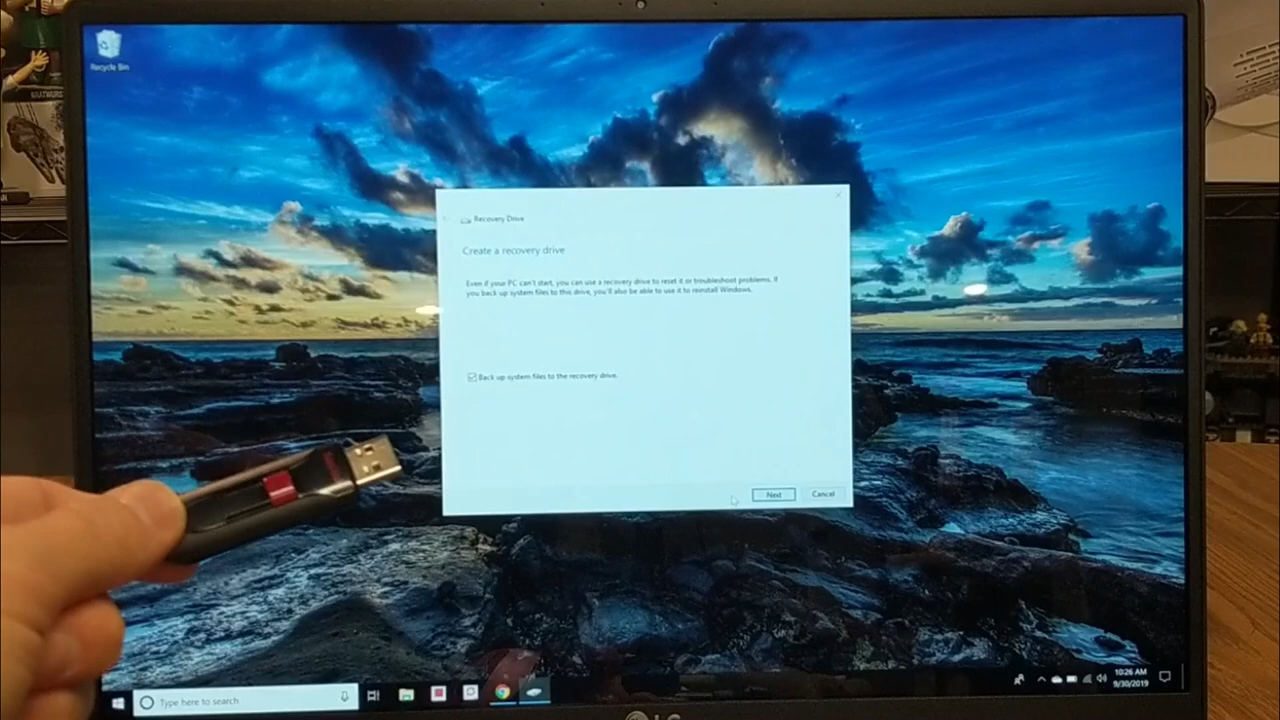 Recycle Bin
Recovery Drive
Create a recovery drive
Even if your PC can't start, you can use a recovery drive to reset it or troubleshoot problems. If
you back up system files to this drive, you'll also be able to use it to reinstall Windows.
Back up system files to the recovery drive.
Next
Cancel
Type here to search
10:26 AM
9/30/2019
LG